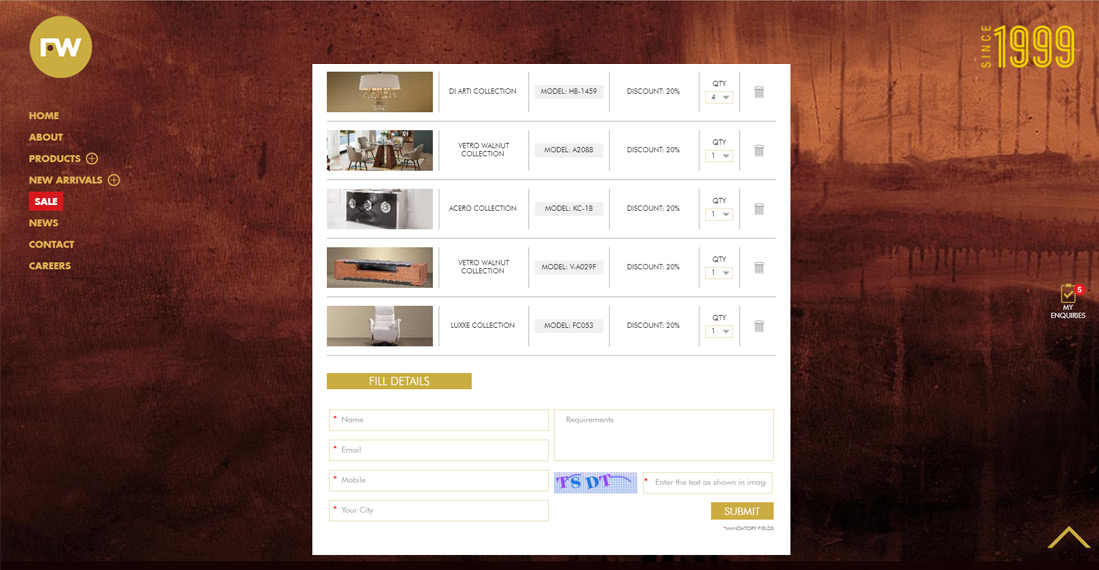 FW
SINCE 1999
HOME
ABOUT
PRODUCTS
NEW ARRIVALS
SALE
NEWS
CONTACT
CAREERS
DI ARTI COLLECTION
MODEL: HB-1459
DISCOUNT: 20%
QTY
4
VETRO WALNUT
COLLECTION
MODEL: A2088
DISCOUNT: 20%
QTY
1
ACERO COLLECTION
MODEL: KC-18
DISCOUNT: 20%
QTY
1
VETRO WALNUT
COLLECTION
MODEL: V-A029F
DISCOUNT: 20%
QTY
1
LUXXE COLLECTION
MODEL: FC053
DISCOUNT: 20%
QTY
1
5
MY
ENQUIRIES
FILL DETAILS
* Name
* Email
* Mobile
* Your City
Requirements
TSDT
* Enter the text as shown in imag
SUBMIT
*MANDATORY FIELDS